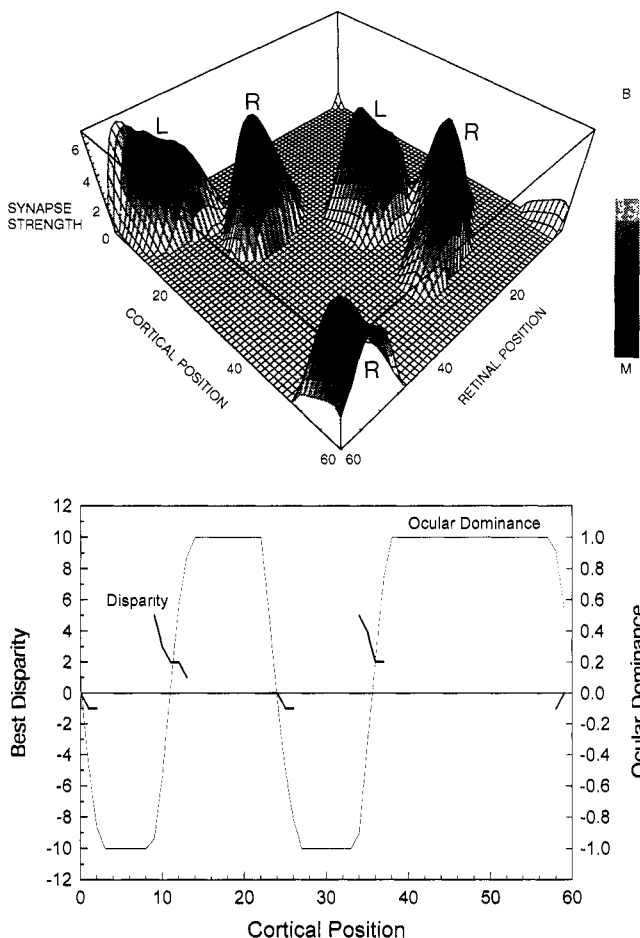 B
L
R
L
R
6
4
SYNAPSE
STRENGTH
2
0
20
20
CORTICAL POSITION
RETINAL POSITION
40
40
R
M
60 60
12
10
8
6
4
2
0
-2
-4
-6
-8
-10
-12
Best Disparity
Ocular Dominance
Disparity
1.0
0.8
0.6
0.4
0.2
0.0
-0.2
-0.4
-0.6
-0.8
-1.0
Ocular Dominance
0 10 20 30 40 50 60
Cortical Position